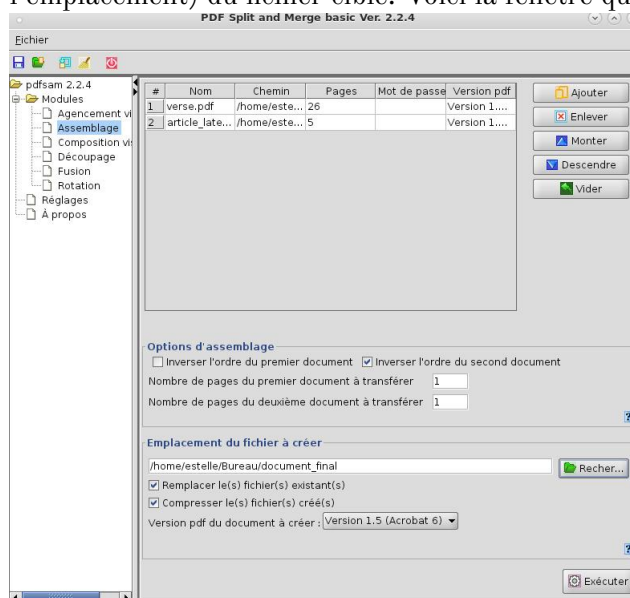 l'emplacement) du fichier cible. Voici la fenêtre qu
PDF Split and Merge basic Ver. 2.2.4
Eichier
pdfsam 2.2.4
Modules
Agencement vi
Assemblage
Composition vi
Découpage
Fusion
Rotation
Réglages
À propos
# Nom Chemin Pages Mot de passe Version pdf
1 verse.pdf /home/este... 26 Version 1....
2 article_late... /home/este... 5 Version 1....
Ajouter
Enlever
Monter
Descendre
Vider
Options d'assemblage
Inverser l'ordre du premier document Inverser l'ordre du second document
Nombre de pages du premier document à transférer 1
Nombre de pages du deuxième document à transférer 1
Emplacement du fichier à créer
/home/estelle/Bureau/document_final Recher...
Remplacer le(s) fichier(s) existant(s)
Compresser le(s) fichier(s) créé(s)
Version pdf du document à créer : Version 1.5 (Acrobat 6)
Exécuter